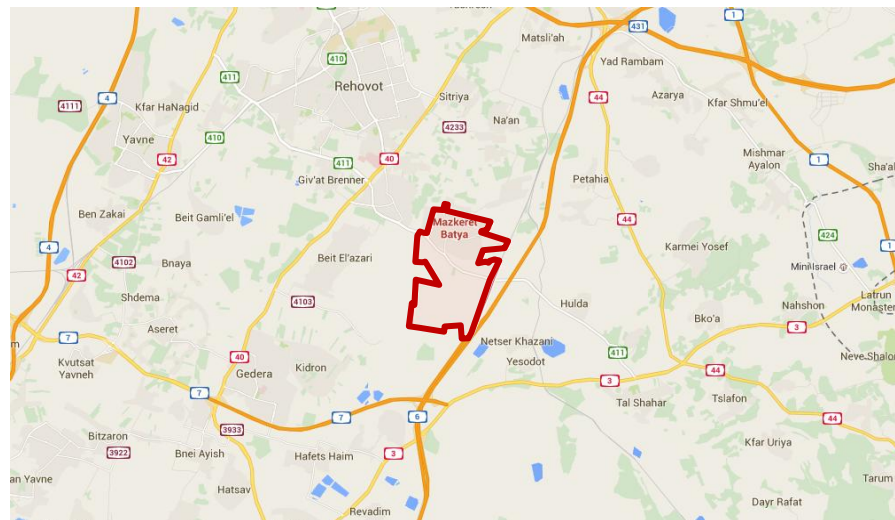 1
431
Matsli'ah
Yad Rambam
410
411
Rehovot
4
Kfar HaNagid
4111
Sitriya
44
Azarya
Kfar Shmu'el
Na'an
4233
Yavne
410
42
40
411
Giv'at Brenner
Mishmar
Ayalon
1
Sha'al
Petahia
Ben Zakai
Beit Gamli'el
Mazkeret
Batya
44
424
4
Karmei Yosef
1
Beit El'azari
Bnaya
4102
42
Mini Israel
Shdema
4103
Hulda
Nahshon
Latrun
Monaster
Aseret
Bko'a
3
7
Netser Khazani
Yesodot
411
Kvutsat
Yavneh
40
Gedera
Kidron
Neve Shalom
44
3
7
Tal Shahar
Tslafon
7
6
44
3933
Bitzaron
3922
Bnei Ayish
Hafets Haim
3
Kfar Uriya
an Yavne
Hatsav
Tarum
Revadim
Dayr Rafat